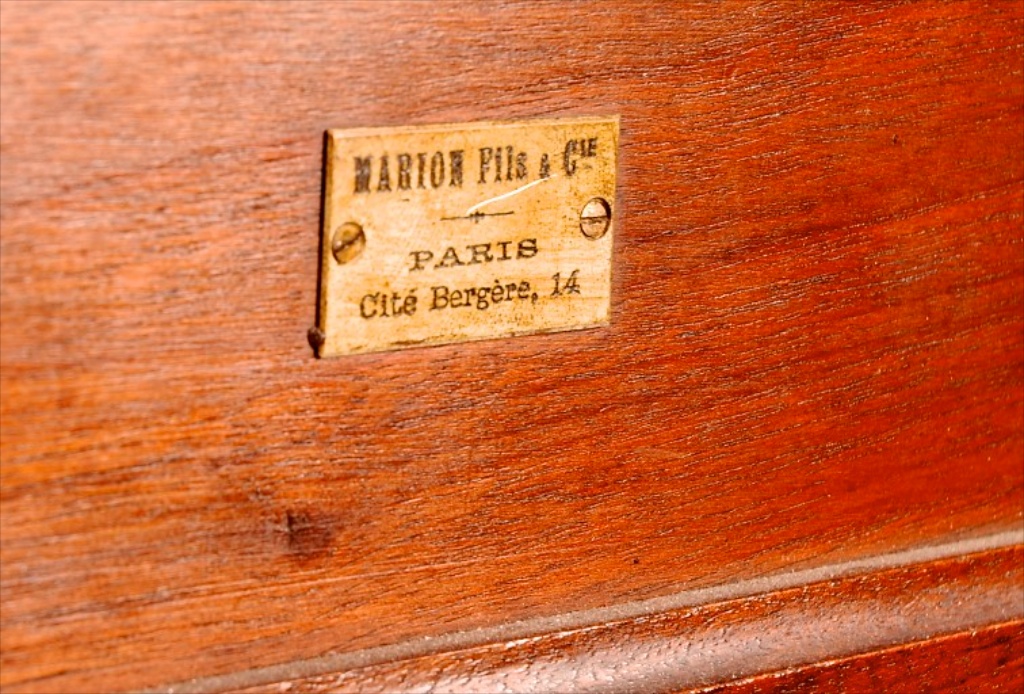 MARION Fils & Cie
PARIS
Cité Bergère, 14